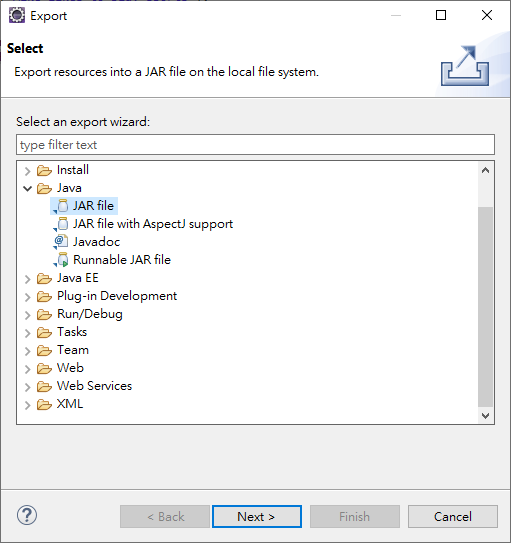 Export
Select
Export resources into a JAR file on the local file system.
Select an export wizard:
type filter text
Install
Java
JAR file
JAR file with AspectJ support
Javadoc
Runnable JAR file
Java EE
Plug-in Development
Run/Debug
Tasks
Team
Web
Web Services
XML
< Back
Next >
Finish
Cancel